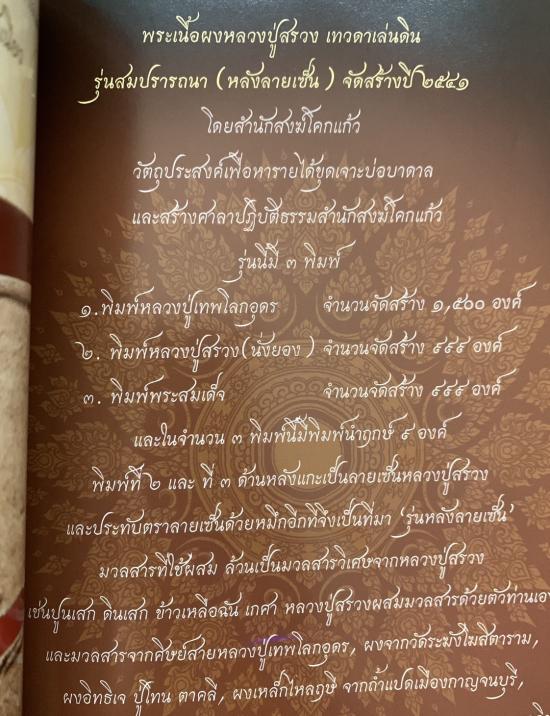 พระเนื้อผงหลวงปู่สรวง เทวดาเล่นดิน
รุ่นสมปรารถนา ( หลังลายเซ็น ) จัดสร้างปี ๒๕๔๑
โดยสำนักสงฆ์โคกแก้ว
วัตถุประสงค์เพื่อหารายได้ขุดเจาะบ่อบาดาล
และสร้างศาลาปฏิบัติธรรมสำนักสงฆ์โคกแก้ว
รุ่นนี้มี ๓ พิมพ์
๑.พิมพ์หลวงปู่เทพโลกอุดร จำนวนจัดสร้าง ๑,๕๐๐ องค์
๒. พิมพ์หลวงปู่สรวง(นั่งยอง ) จำนวนจัดสร้าง ๙๙๙ องค์
๓. พิมพ์พระสมเด็จ จำนวนจัดสร้าง ๙๙๙ องค์
และในจำนวน ๓ พิมพ์นี้มีพิมพ์นำฤกษ์ ๙ องค์
พิมพ์ที่ ๒ และ ที่ ๓ ด้านหลังแกะเป็นลายเซ็นหลวงปู่สรวง
และประทับตราลายเซ็นด้วยหมึกอีกทีจึงเป็นที่มา ‘รุ่นหลังลายเซ็น’
มวลสารที่ใช้ผสม ล้วนเป็นมวลสารวิเศษจากหลวงปู่สรวง
เช่นปูนเสก ดินเสก ข้าวเหลือฉัน เกศา หลวงปู่สรวงผสมมวลสารด้วยตัวท่านเอง
และมวลสารจากศิษย์สายหลวงปู่เทพโลกอุดร, ผงจากวัดระฆังโฆสิตาราม,
ผงอิทธิเจ ปู่โทน ตาคลี, ผงเหล็กไหลฤษี จากถ้ำแปดเมืองกาญจนบุรี,